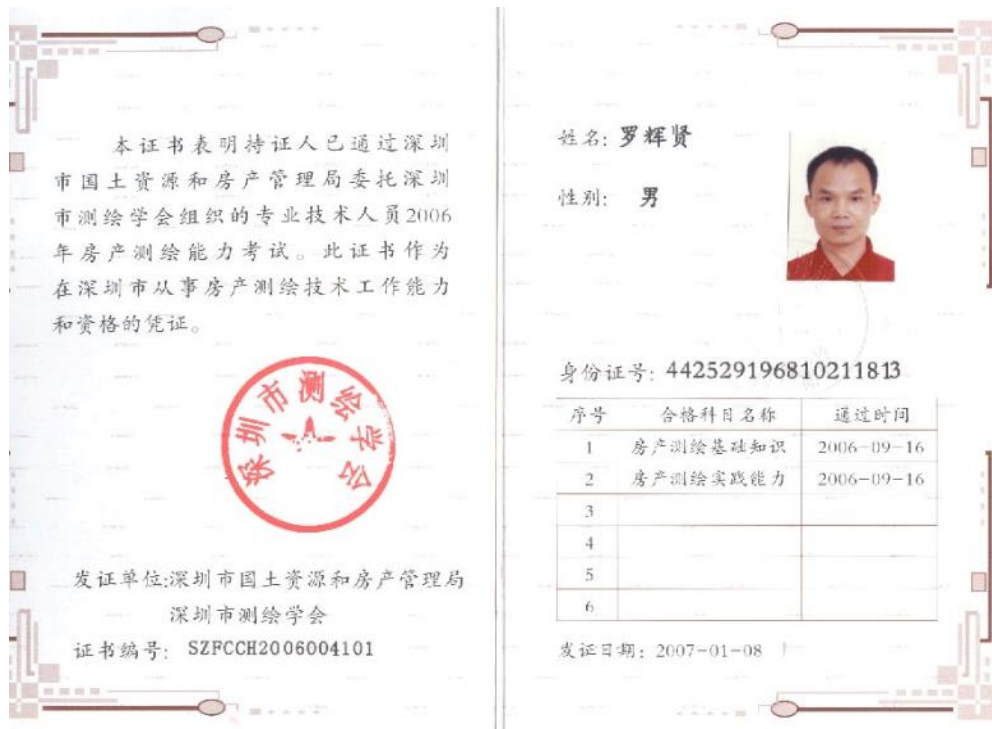 本证书表明持证人已通过深圳
市国土资源和房产管理局委托深圳
市测绘学会组织的专业技术人员2006
年房产测绘能力考试。此证书作为
在深圳市从事房产测绘技术工作能力
和资格的凭证。
深圳市测绘学会
发证单位:深圳市国土资源和房产管理局
深圳市测绘学会
证书编号: SZFCCH2006004101
姓名: 罗辉贤
性别: 男
身份证号: 442529196810211813
序号 合格科目名称 通过时间
1 房产测绘基础知识 2006-09-16
2 房产测绘实践能力 2006-09-16
3
4
5
6
发证日期: 2007-01-08